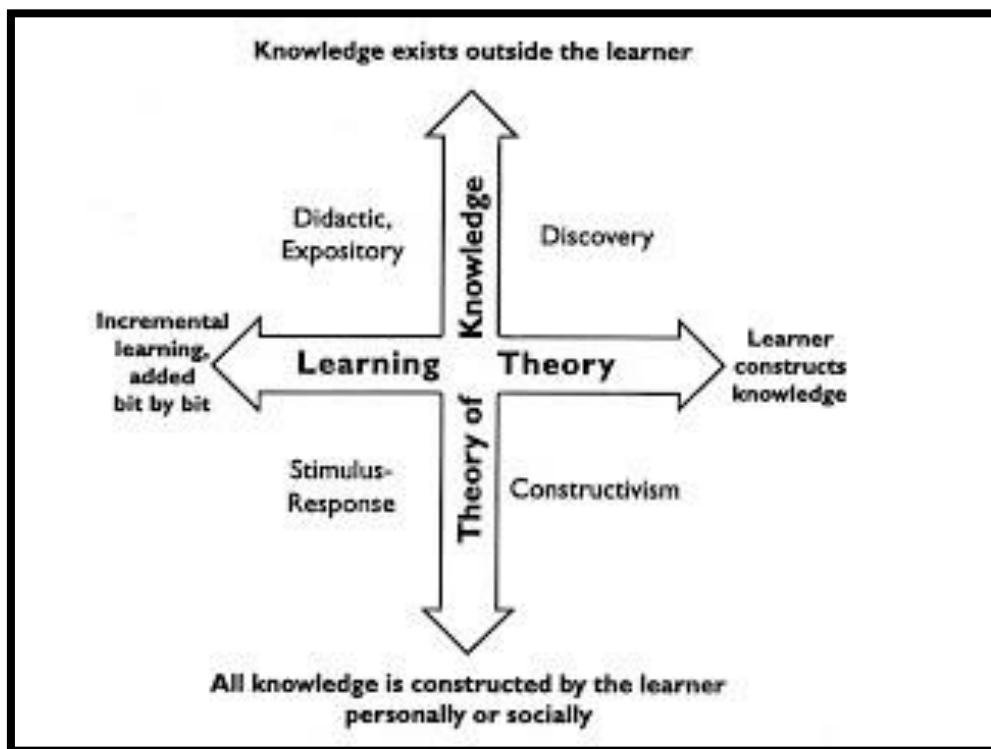 Knowledge exists outside the learner
Didactic,
Expository
Discovery
Theory of Knowledge
Incremental
learning,
added
bit by bit
Learning Theory
Learner
constructs
knowledge
Stimulus-
Response
Constructivism
All knowledge is constructed by the learner
personally or socially